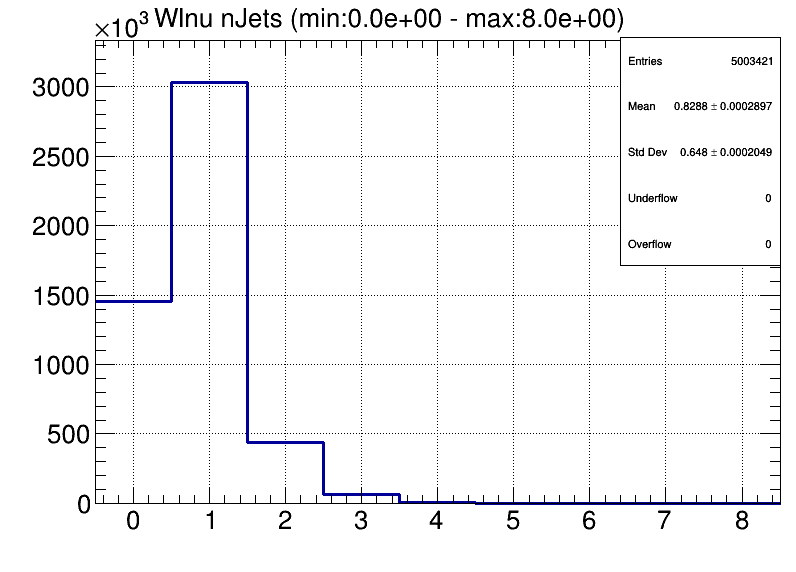 ×10³ Wlnu nJets (min:0.0e+00 - max:8.0e+00)
Entries 5003421
Mean 0.8288 ± 0.0002897
Std Dev 0.648 ± 0.0002049
Underflow 0
Overflow 0
3000
2500
2000
1500
1000
500
0
0 1 2 3 4 5 6 7 8